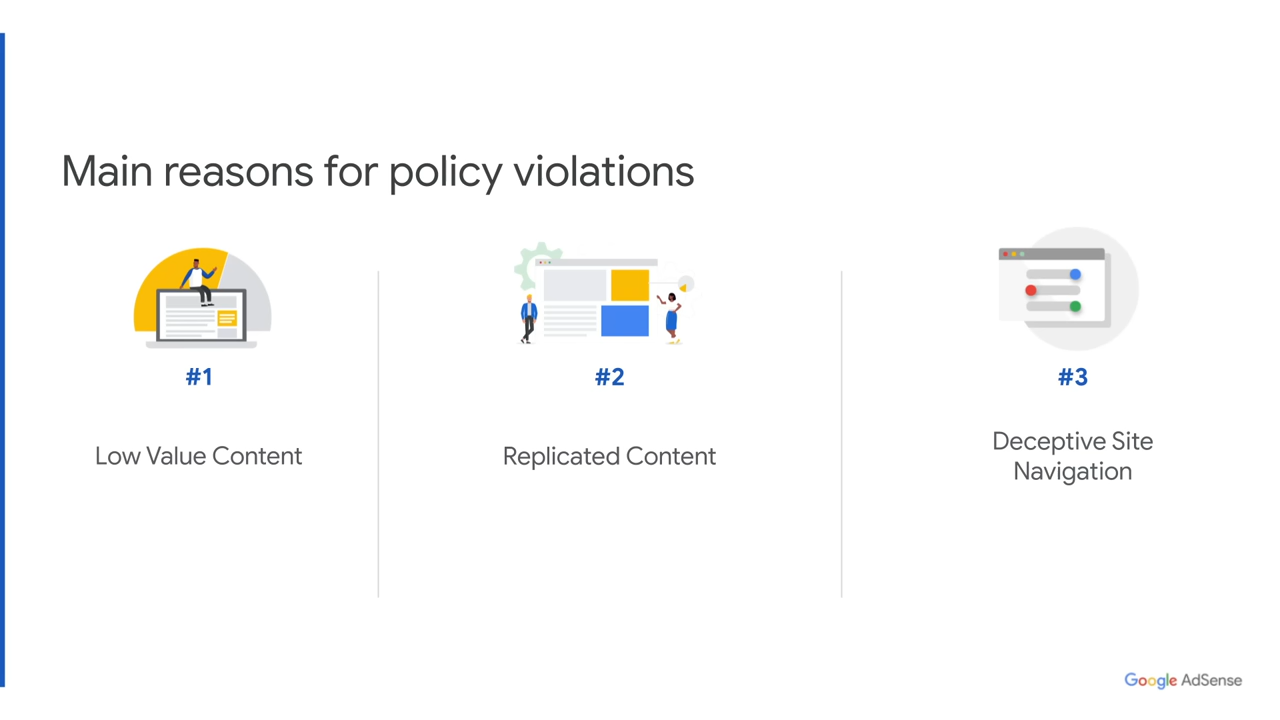 Main reasons for policy violations
#1
Low Value Content
#2
Replicated Content
#3
Deceptive Site
Navigation
Google AdSense